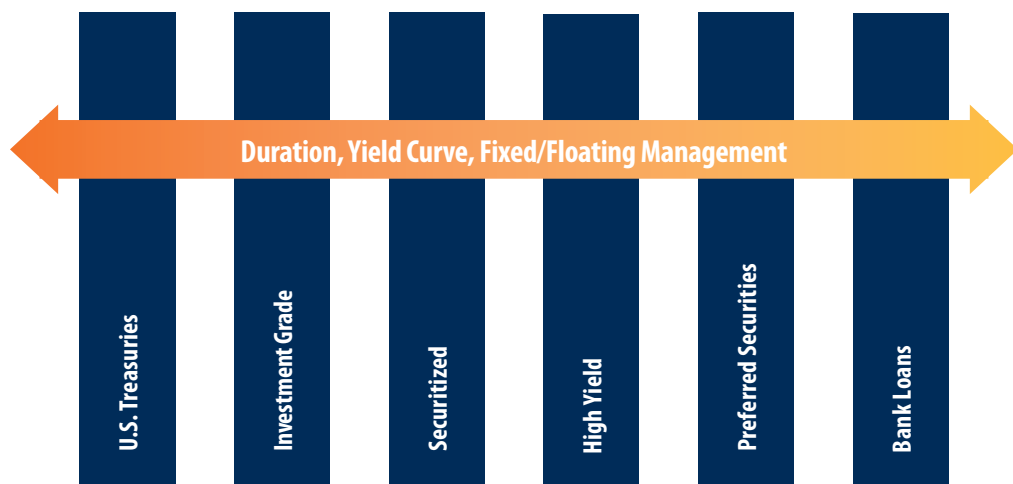 Duration, Yield Curve, Fixed/Floating Management
U.S. Treasuries
Investment Grade
Securitized
High Yield
Preferred Securities
Bank Loans